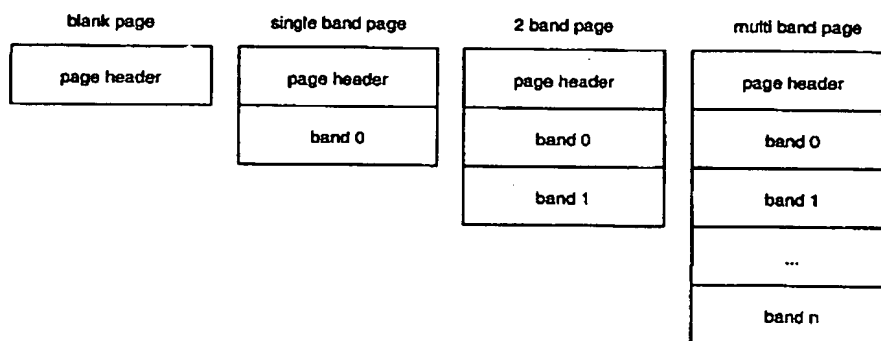 blank page
page header
single band page
page header
band 0
2 band page
page header
band 0
band 1
multi band page
page header
band 0
band 1
...
band n